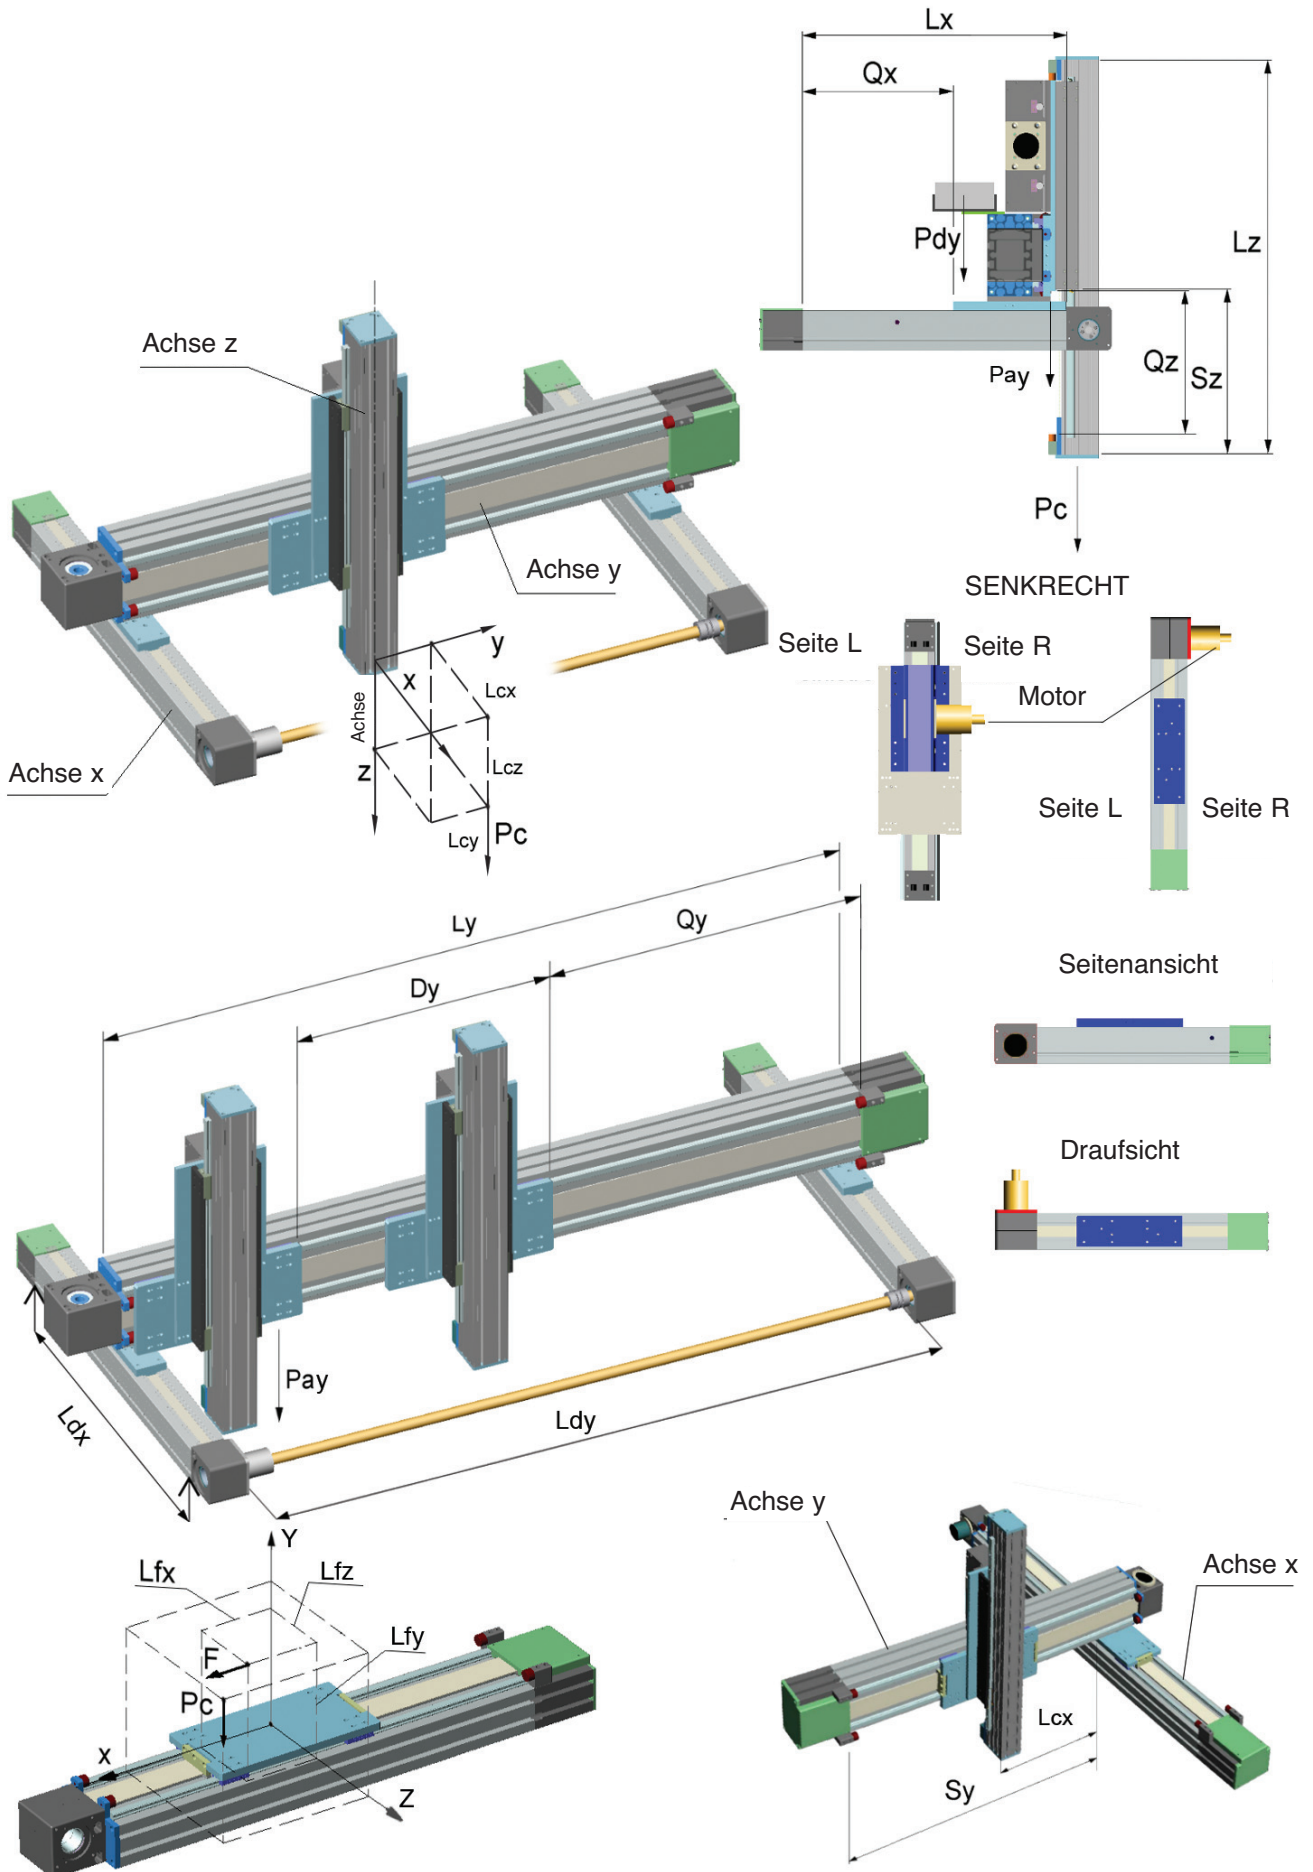 Lx
Qx
Pdy
Lz
Qz
Sz
Pay
Pc
Achse z
Achse y
Achse x
y
x
Lcx
Achse
z
Lcz
Lcy
Pc
SENKRECHT
Seite L
Seite R
Motor
Seite L
Seite R
Ly
Qy
Dy
Pay
Ldx
Ldy
Seitenansicht
Draufsicht
Y
Lfx
Lfz
Lfy
F
Pc
x
Z
Achse y
Achse x
Lcx
Sy